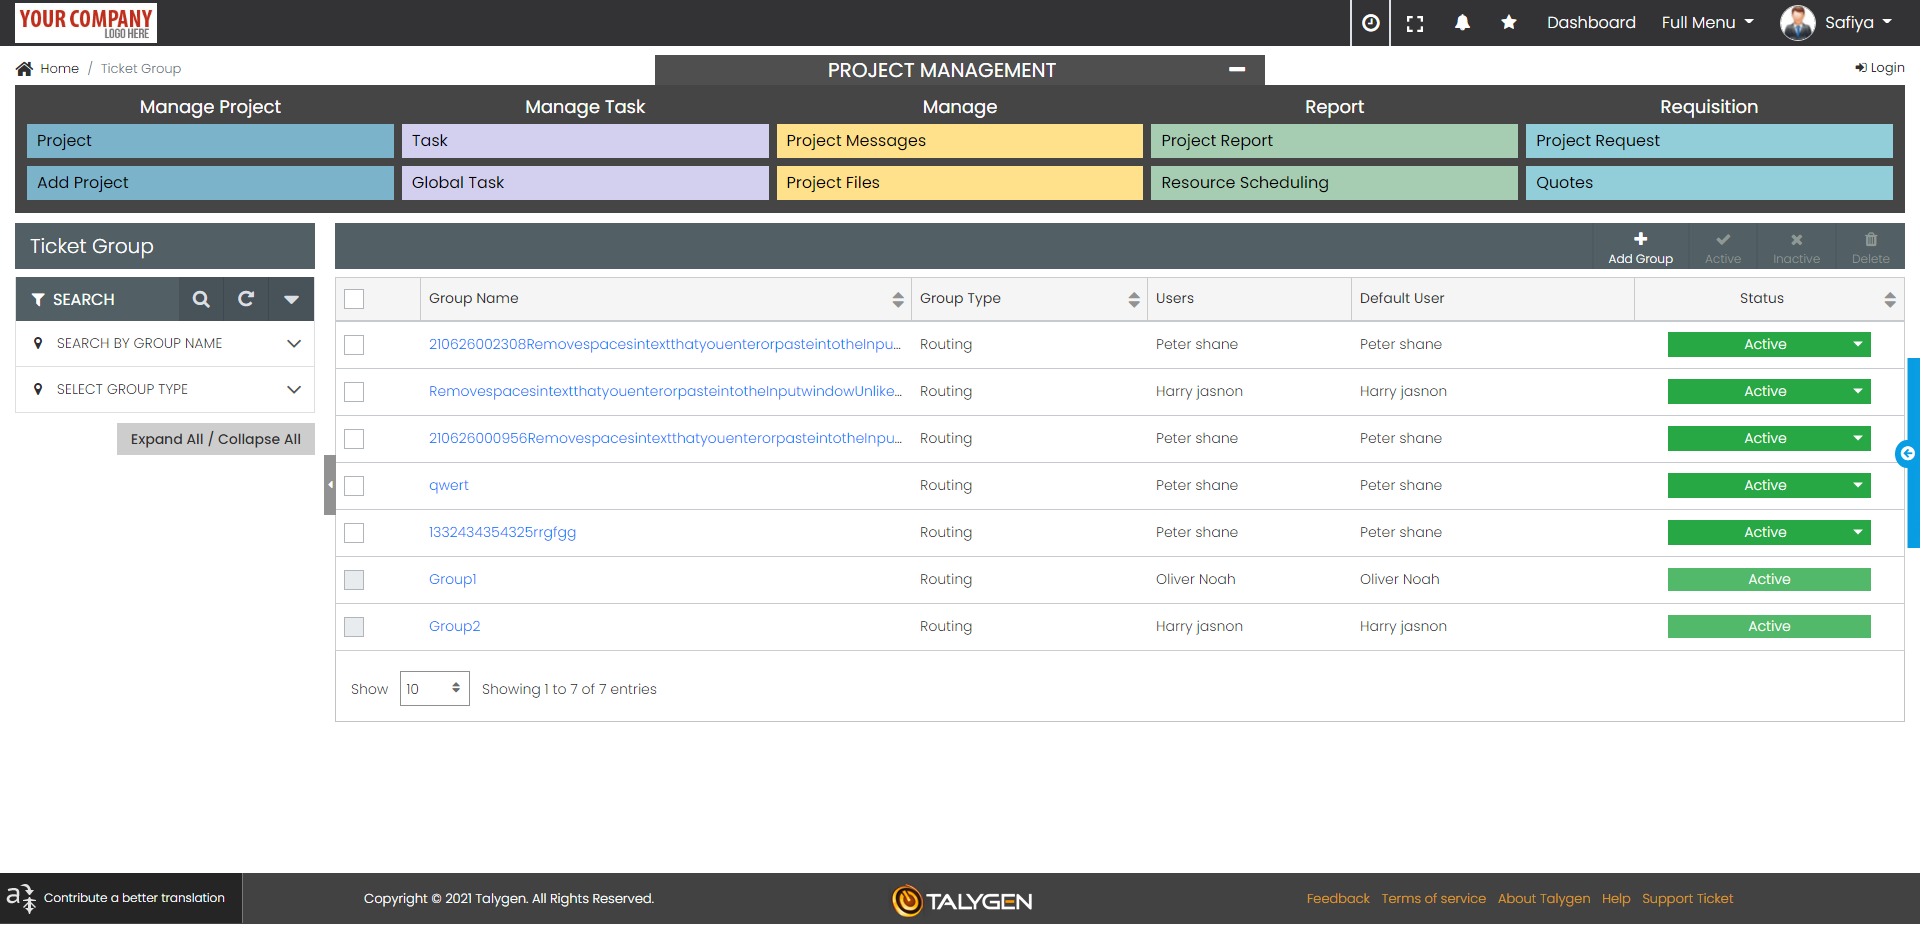 YOUR COMPANY
LOGO HERE
Dashboard
Full Menu
Safiya
Home / Ticket Group
PROJECT MANAGEMENT
Login
Manage Project
Manage Task
Manage
Report
Requisition
Project
Task
Project Messages
Project Report
Project Request
Add Project
Global Task
Project Files
Resource Scheduling
Quotes
Ticket Group
Add Group
Active
Inactive
Delete
SEARCH
SEARCH BY GROUP NAME
SELECT GROUP TYPE
Expand All / Collapse All
Group Name Group Type Users Default User Status
210626002308RemovespacesintextthatyouenterorpasteintotheInpu... Routing Peter shane Peter shane Active
RemovespacesintextthatyouenterorpasteintotheInputwindowUnlike... Routing Harry jasnon Harry jasnon Active
210626000956RemovespacesintextthatyouenterorpasteintotheInpu... Routing Peter shane Peter shane Active
qwert Routing Peter shane Peter shane Active
1332434354325rrgfgg Routing Peter shane Peter shane Active
Group1 Routing Oliver Noah Oliver Noah Active
Group2 Routing Harry jasnon Harry jasnon Active
Show 10 Showing 1 to 7 of 7 entries
Contribute a better translation
Copyright © 2021 Talygen. All Rights Reserved.
TALYGEN
Feedback Terms of service About Talygen Help Support Ticket